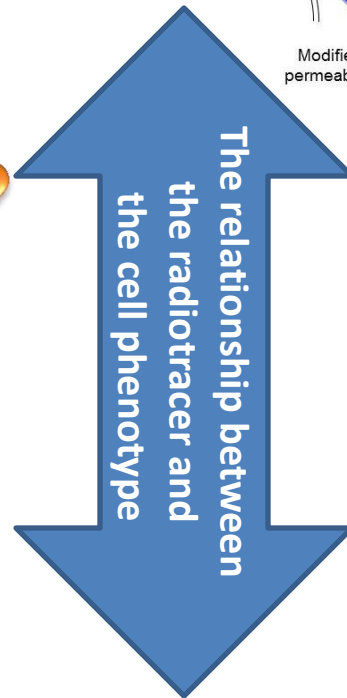 The relationship between
the radiotracer and
the cell phenotype